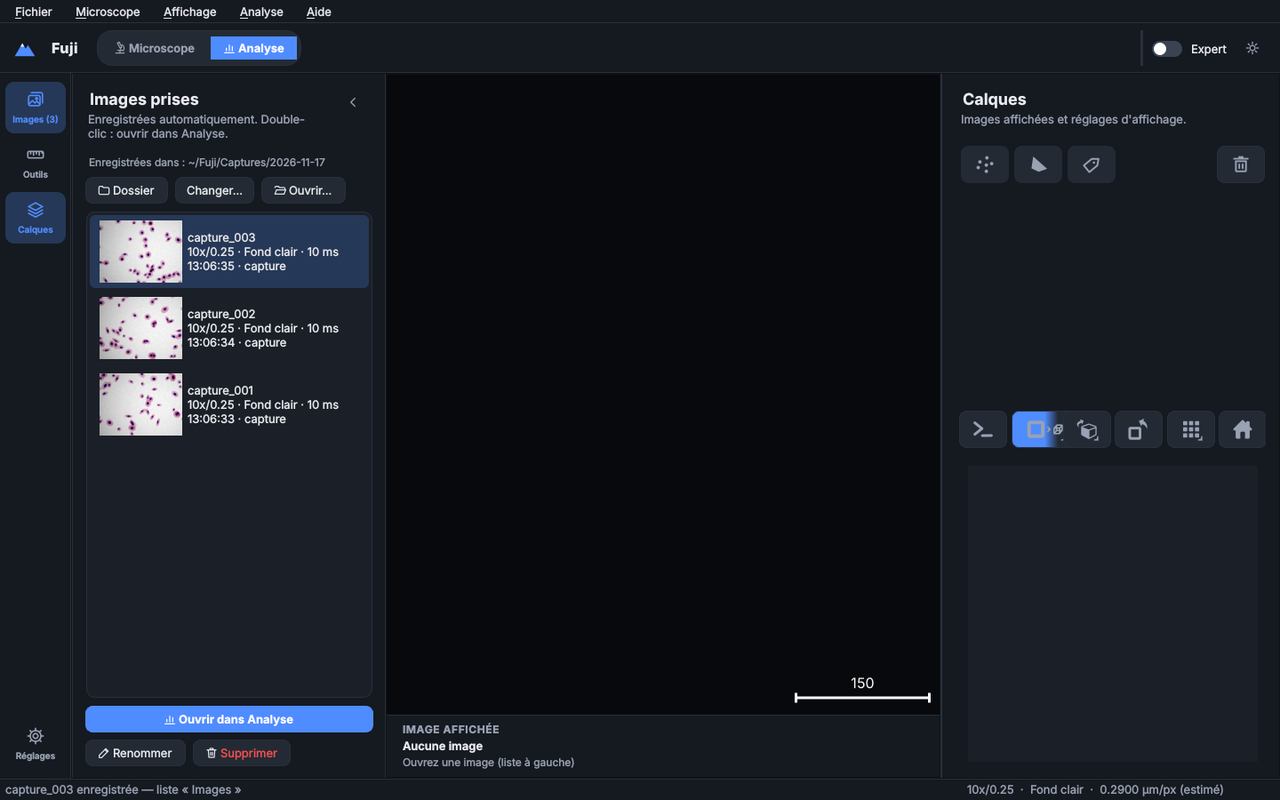 Fichier Microscope Affichage Analyse Aide
Fuji Microscope Analyse Expert
Images (3)
Outils
Calques
Réglages
Images prises
Enregistrées automatiquement. Double-
clic : ouvrir dans Analyse.
Enregistrées dans : ~/Fuji/Captures/2026-11-17
Dossier Changer... Ouvrir...
capture_003
10x/0.25 · Fond clair · 10 ms
13:06:35 · capture
capture_002
10x/0.25 · Fond clair · 10 ms
13:06:34 · capture
capture_001
10x/0.25 · Fond clair · 10 ms
13:06:33 · capture
Ouvrir dans Analyse
Renommer Supprimer
150
IMAGE AFFICHÉE
Aucune image
Ouvrez une image (liste à gauche)
Calques
Images affichées et réglages d'affichage.
capture_003 enregistrée — liste « Images »
10x/0.25 · Fond clair · 0.2900 µm/px (estimé)